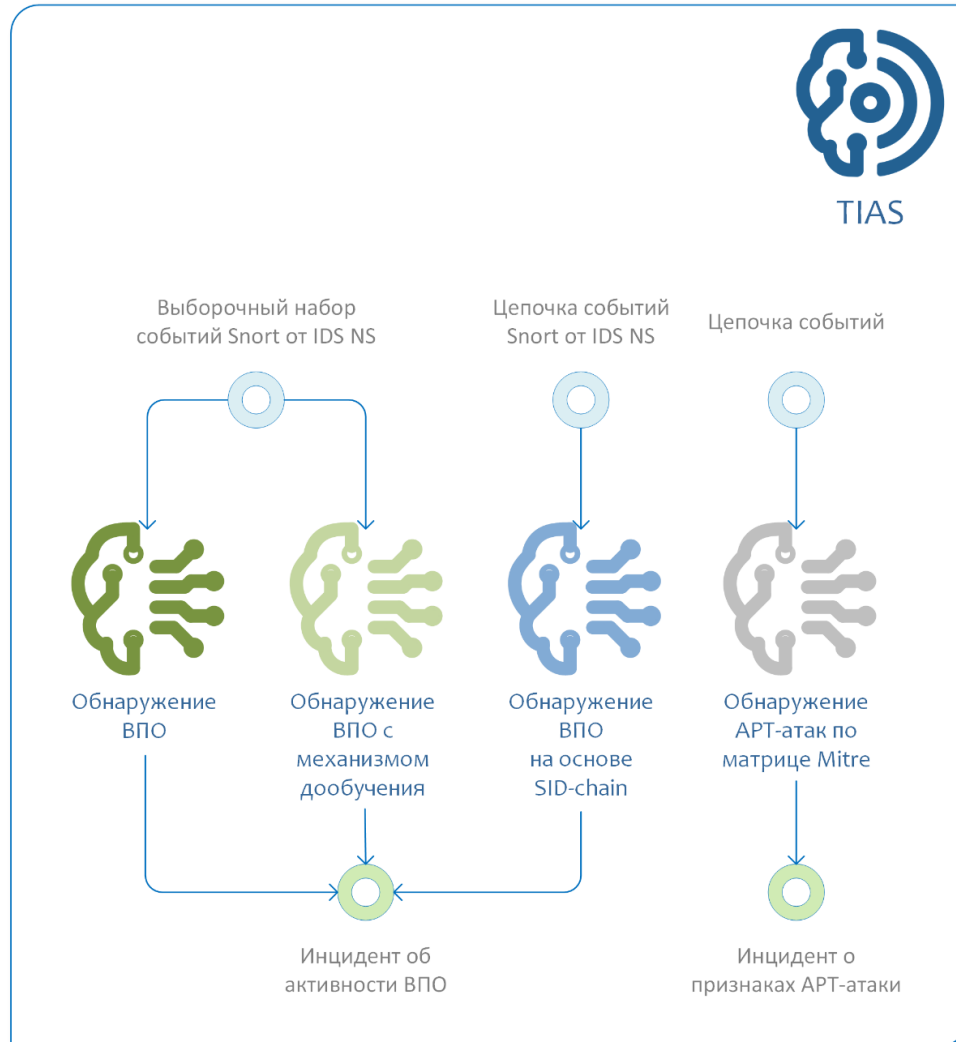 TIAS
Выборочный набор
событий Snort от IDS NS
Цепочка событий
Snort от IDS NS
Цепочка событий
Обнаружение
ВПО
Обнаружение
ВПО с
механизмом
дообучения
Обнаружение
ВПО
на основе
SID-chain
Обнаружение
АРТ-атак по
матрице Mitre
Инцидент об
активности ВПО
Инцидент о
признаках АРТ-атаки